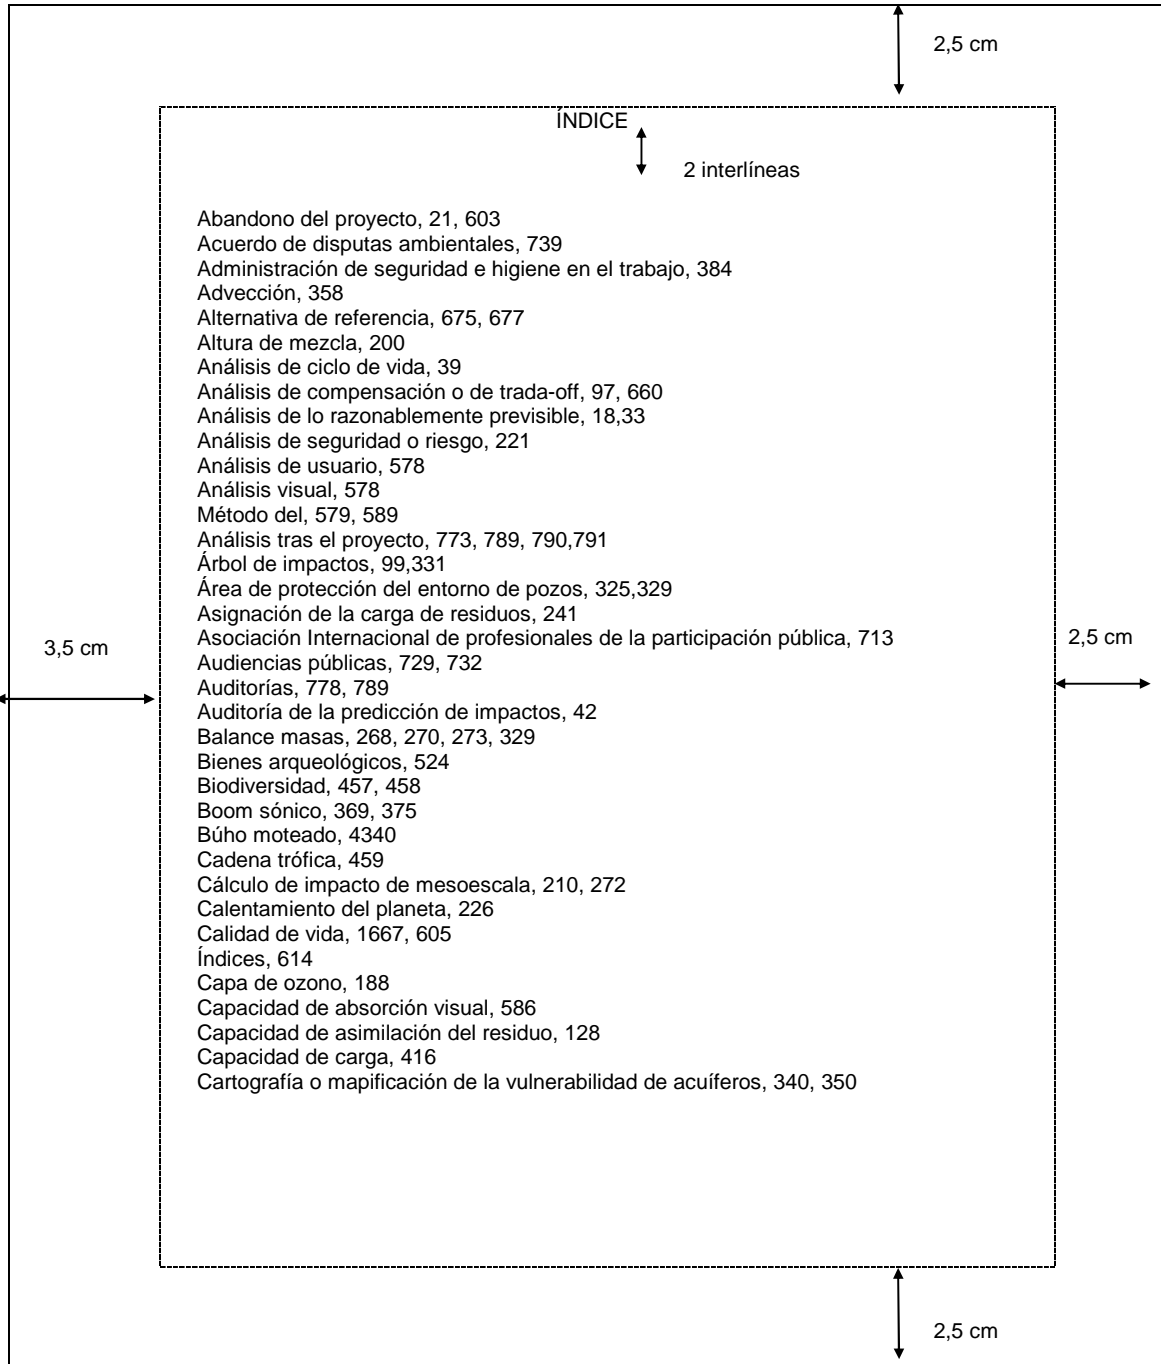 2,5 cm
ÍNDICE
2 interlíneas
Abandono del proyecto, 21, 603
Acuerdo de disputas ambientales, 739
Administración de seguridad e higiene en el trabajo, 384
Advección, 358
Alternativa de referencia, 675, 677
Altura de mezcla, 200
Análisis de ciclo de vida, 39
Análisis de compensación o de trada-off, 97, 660
Análisis de lo razonablemente previsible, 18,33
Análisis de seguridad o riesgo, 221
Análisis de usuario, 578
Análisis visual, 578
Método del, 579, 589
Análisis tras el proyecto, 773, 789, 790,791
Árbol de impactos, 99,331
Área de protección del entorno de pozos, 325,329
Asignación de la carga de residuos, 241
Asociación Internacional de profesionales de la participación pública, 713
3,5 cm
2,5 cm
Audiencias públicas, 729, 732
Auditorías, 778, 789
Auditoría de la predicción de impactos, 42
Balance masas, 268, 270, 273, 329
Bienes arqueológicos, 524
Biodiversidad, 457, 458
Boom sónico, 369, 375
Búho moteado, 4340
Cadena trófica, 459
Cálculo de impacto de mesoescala, 210, 272
Calentamiento del planeta, 226
Calidad de vida, 1667, 605
Índices, 614
Capa de ozono, 188
Capacidad de absorción visual, 586
Capacidad de asimilación del residuo, 128
Capacidad de carga, 416
Cartografía o mapificación de la vulnerabilidad de acuíferos, 340, 350
2,5 cm